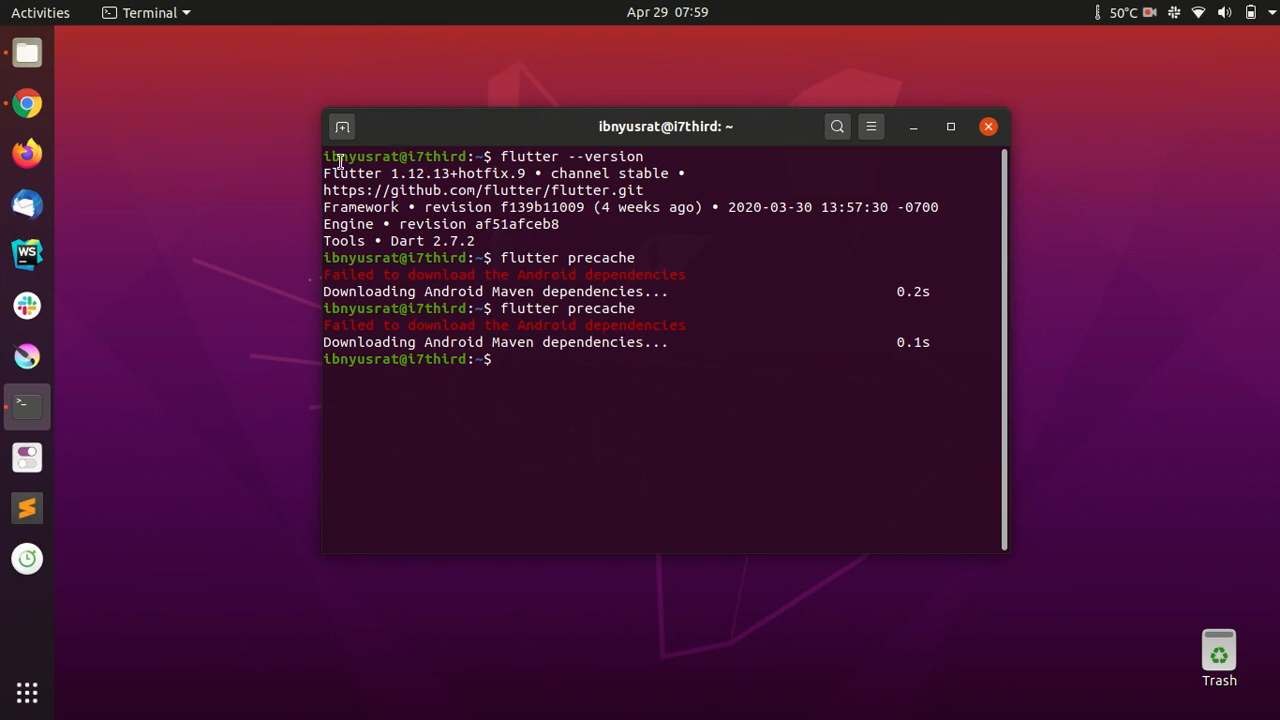 Activities
Terminal
Apr 29 07:59
50°C
ibnyusrat@i7third: ~
ibnyusrat@i7third:~$ flutter --version
Flutter 1.12.13+hotfix.9 • channel stable •
https://github.com/flutter/flutter.git
Framework • revision f139b11009 (4 weeks ago) • 2020-03-30 13:57:30 -0700
Engine • revision af51afceb8
Tools • Dart 2.7.2
ibnyusrat@i7third:~$ flutter precache
Failed to download the Android dependencies
Downloading Android Maven dependencies... 0.2s
ibnyusrat@i7third:~$ flutter precache
Failed to download the Android dependencies
Downloading Android Maven dependencies... 0.1s
ibnyusrat@i7third:~$
WS
>_
Trash